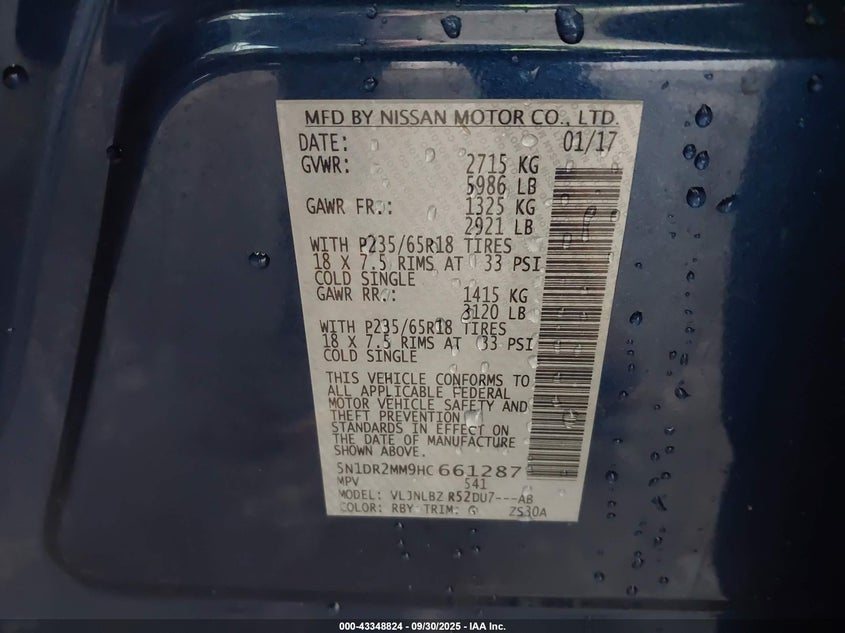 MFD BY NISSAN MOTOR CO., LTD.
DATE: 01/17
GVWR: 2715 KG
5986 LB
GAWR FR.: 1325 KG
2921 LB
WITH P235/65R18 TIRES
18 X 7.5 RIMS AT 33 PSI
COLD SINGLE
GAWR RR.: 1415 KG
3120 LB
WITH P235/65R18 TIRES
18 X 7.5 RIMS AT 33 PSI
COLD SINGLE
THIS VEHICLE CONFORMS TO
ALL APPLICABLE FEDERAL
MOTOR VEHICLE SAFETY AND
THEFT PREVENTION
STANDARDS IN EFFECT ON
THE DATE OF MANUFACTURE
SHOWN ABOVE.
5N1DR2MM9HC661287
MPV 541
MODEL: VLJNLBZ R52DU7---AB
COLOR: RBY TRIM: G ZS30A
000-43348824 - 09/30/2025 - IAA Inc.